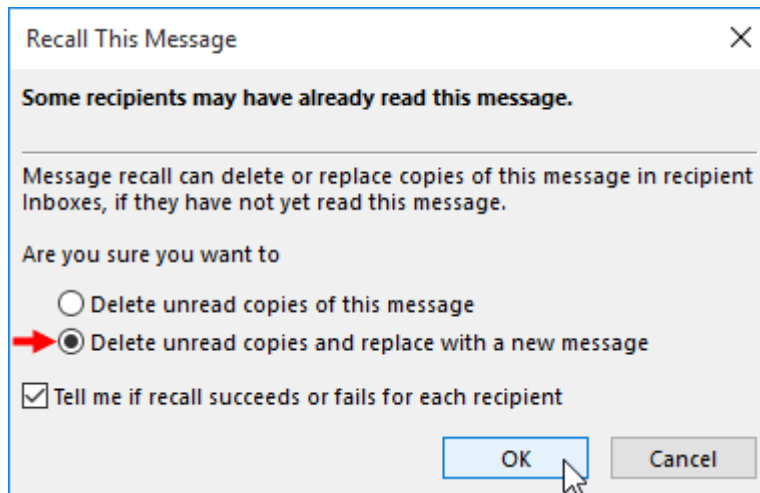 Recall This Message
Some recipients may have already read this message.
Message recall can delete or replace copies of this message in recipient
Inboxes, if they have not yet read this message.
Are you sure you want to
Delete unread copies of this message
Delete unread copies and replace with a new message
Tell me if recall succeeds or fails for each recipient
OK
Cancel